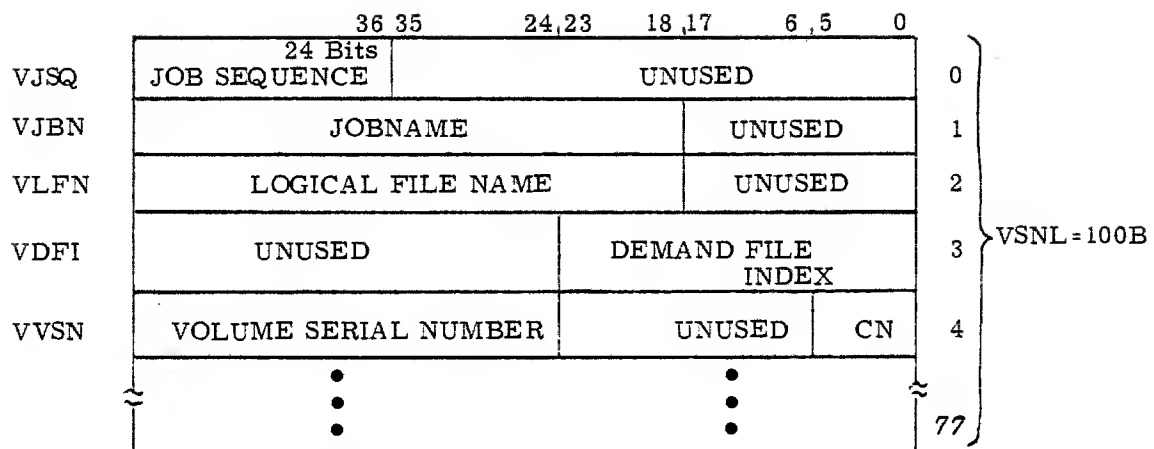 36 35 24,23 18,17 6,5 0
VJSQ 24 Bits JOB SEQUENCE UNUSED 0
VJBN JOBNAME UNUSED 1
VLFN LOGICAL FILE NAME UNUSED 2
VDFI UNUSED DEMAND FILE INDEX 3
VSNL=100B
VVSN VOLUME SERIAL NUMBER UNUSED CN 4
77